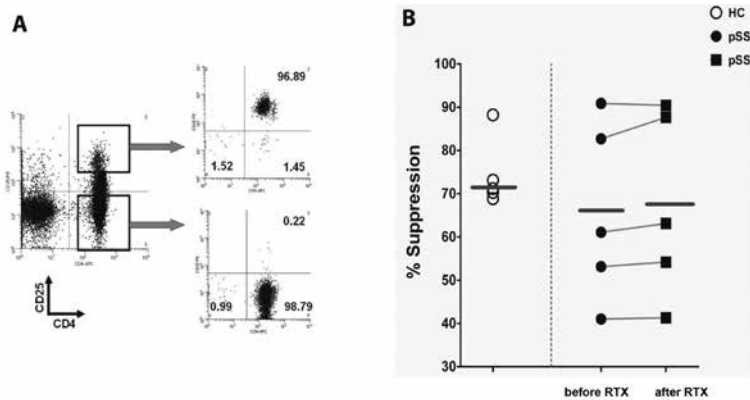 A
B
HC
pSS
pSS
96.89
1.52
1.45
0.22
0.99
98.79
CD25
CD4
% Suppression
100
90
80
70
60
50
40
30
before RTX
after RTX